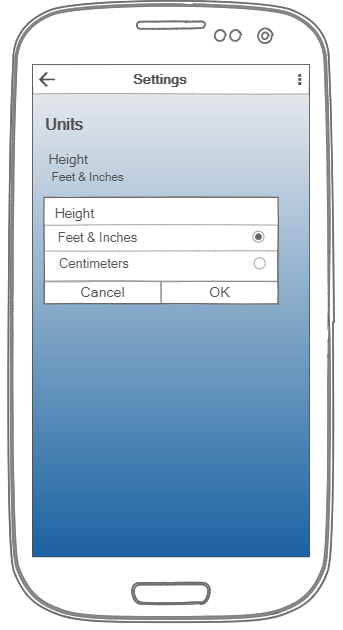 Settings
Units
Height
Feet & Inches
Height
Feet & Inches
Centimeters
Cancel OK